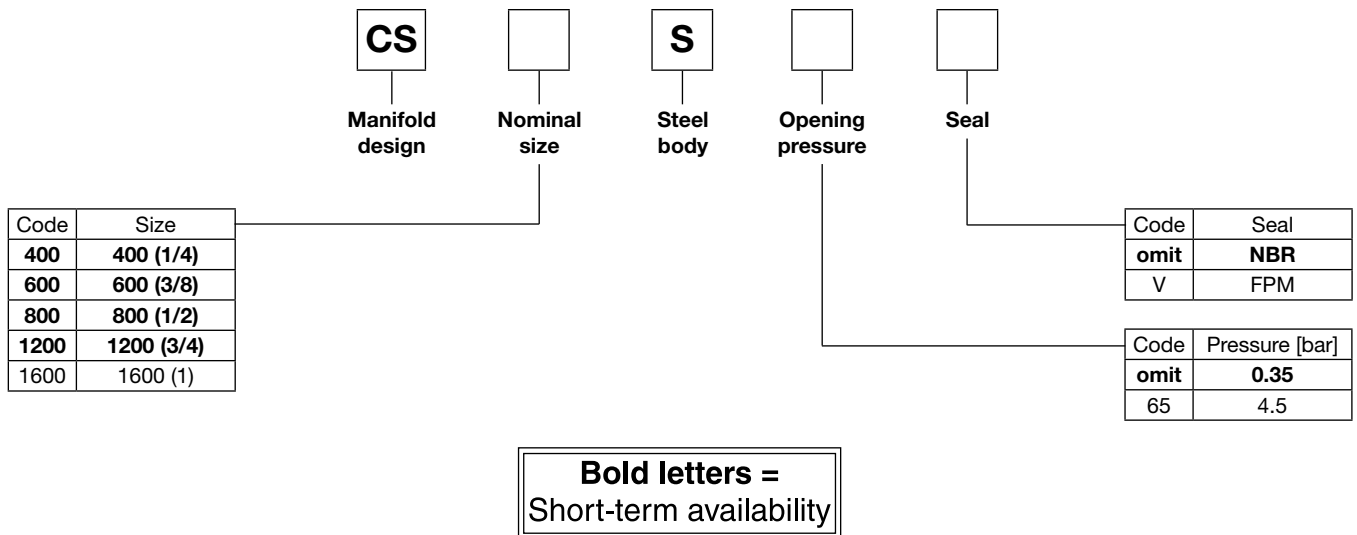 CS S
Manifold design
Nominal size
Steel body
Opening pressure
Seal
Code Size
400 400 (1/4)
600 600 (3/8)
800 800 (1/2)
1200 1200 (3/4)
1600 1600 (1)
Code Seal
omit NBR
V FPM
Code Pressure [bar]
omit 0.35
65 4.5
Bold letters =
Short-term availability